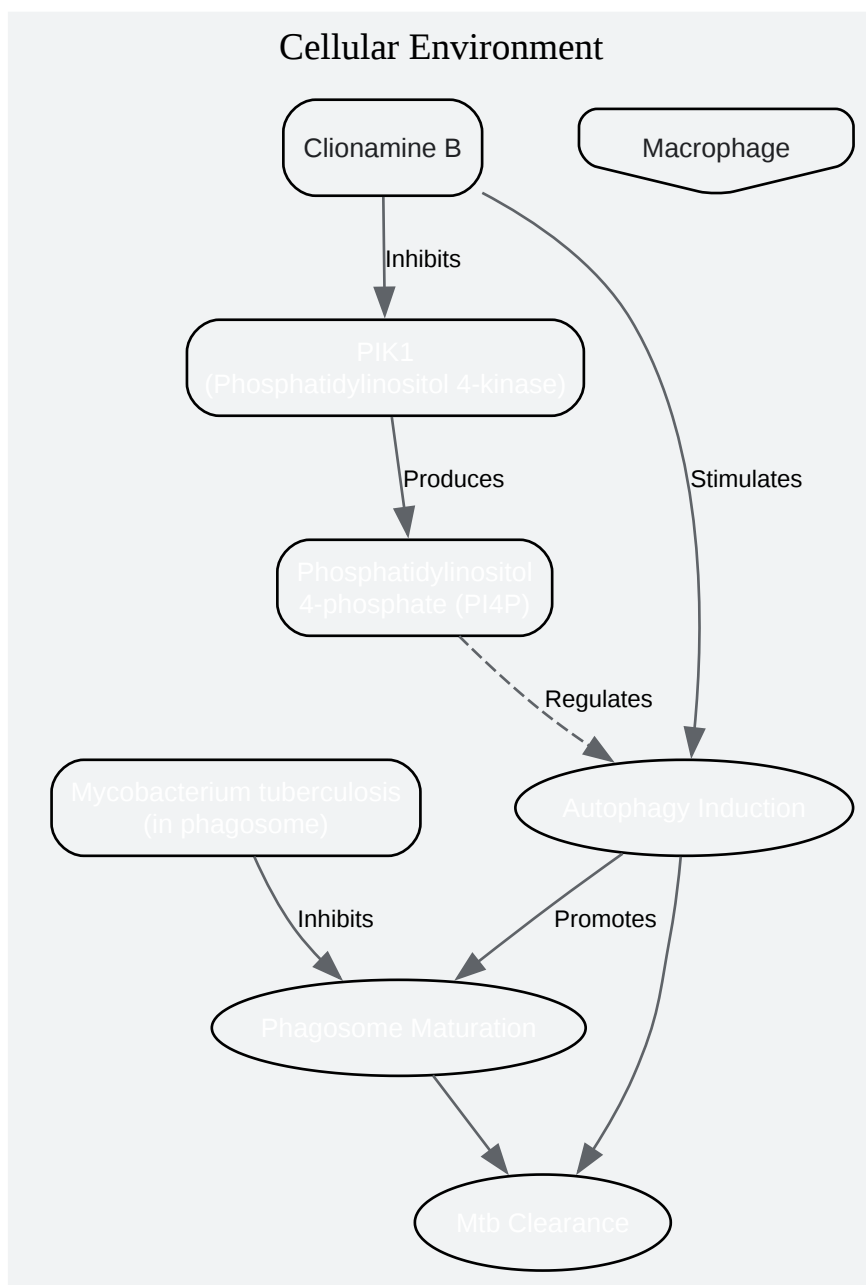 Cellular Environment
Clionamine B
Macrophage
Inhibits
PIK1
(Phosphatidylinositol 4-kinase)
Produces
Stimulates
Phosphatidylinositol
4-phosphate (PI4P)
Regulates
Mycobacterium tuberculosis
(in phagosome)
Autophagy Induction
Inhibits
Promotes
Phagosome Maturation
Mtb Clearance